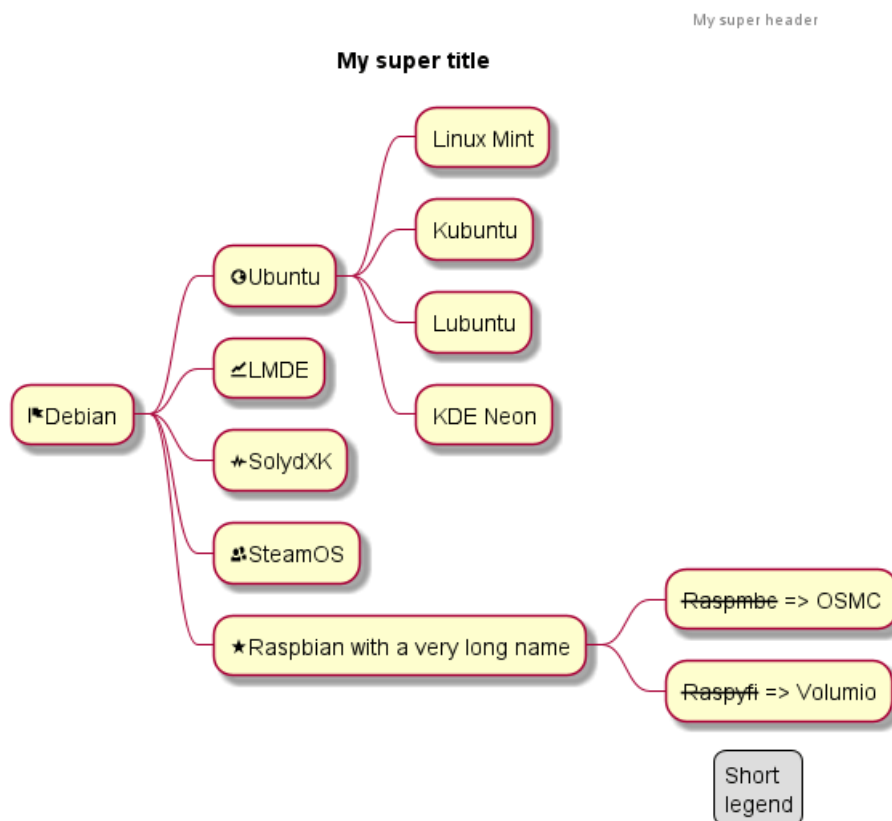 My super header
My super title
Debian
Ubuntu
Linux Mint
Kubuntu
Lubuntu
KDE Neon
LMDE
SolydXK
SteamOS
Raspbian with a very long name
Raspmbc => OSMC
Raspyfi => Volumio
Short
legend